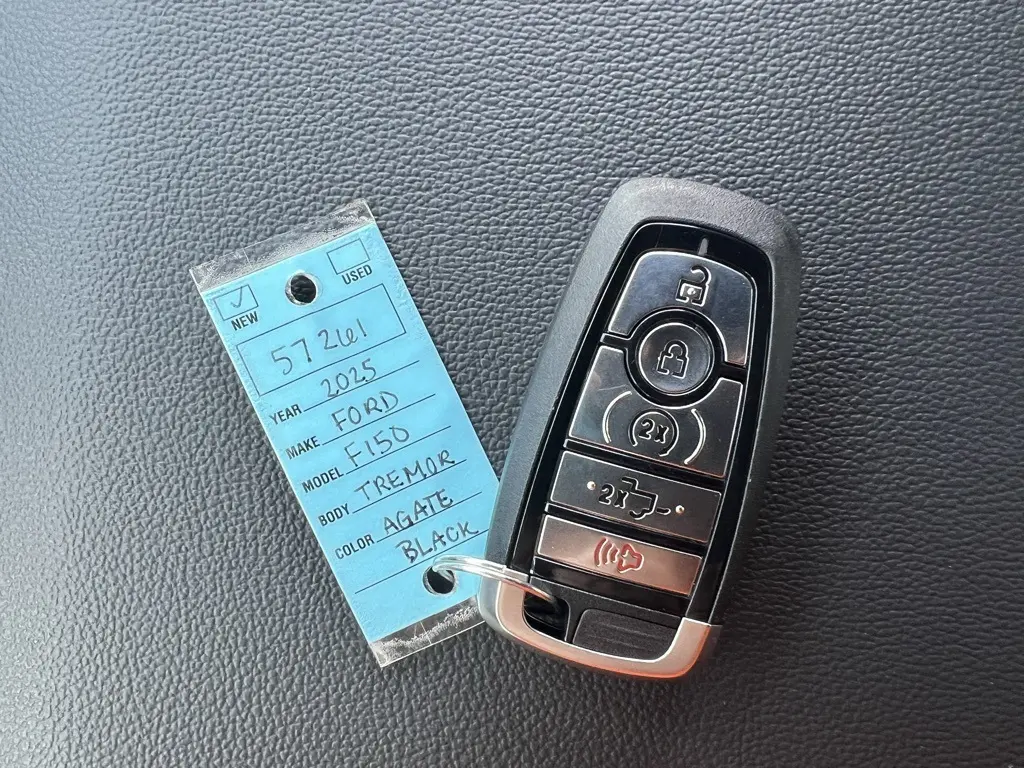 ✓ NEW
USED
57261
YEAR 2025
MAKE FORD
MODEL F150
BODY TREMOR
COLOR AGATE
BLACK
2x
2x